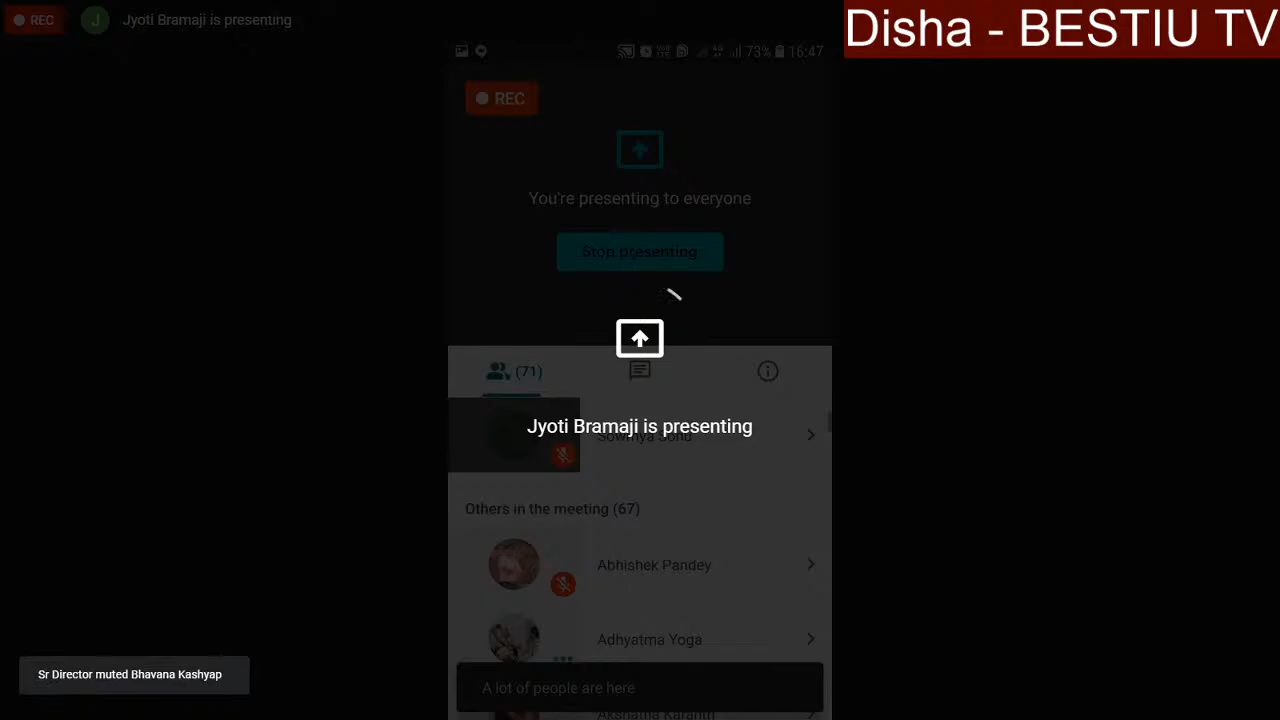 REC
J
Jyoti Bramaji is presenting
Disha - BESTIU TV
73% 16:47
REC
You're presenting to everyone
Stop presenting
(71)
Jyoti Bramaji is presenting
Others in the meeting (67)
Abhishek Pandey
Adhyatma Yoga
Sr Director muted Bhavana Kashyap
A lot of people are here
Akshatha Karanth